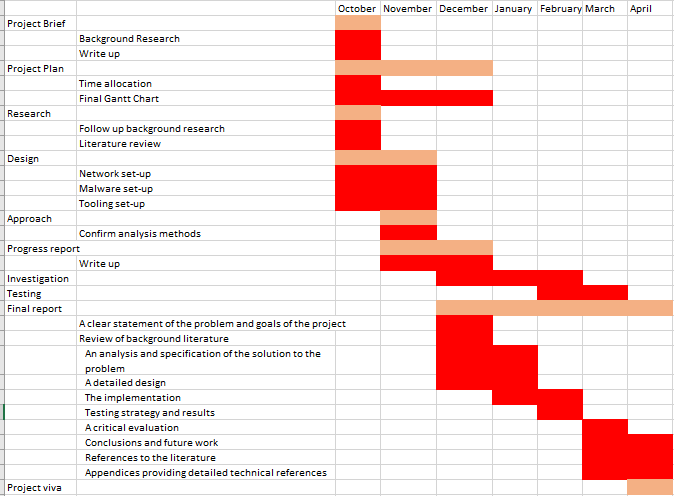 October November December January February March April
Project Brief
Background Research
Write up
Project Plan
Time allocation
Final Gantt Chart
Research
Follow up background research
Literature review
Design
Network set-up
Malware set-up
Tooling set-up
Approach
Confirm analysis methods
Progress report
Write up
Investigation
Testing
Final report
A clear statement of the problem and goals of the project
Review of background literature
An analysis and specification of the solution to the
problem
A detailed design
The implementation
Testing strategy and results
A critical evaluation
Conclusions and future work
References to the literature
Appendices providing detailed technical references
Project viva